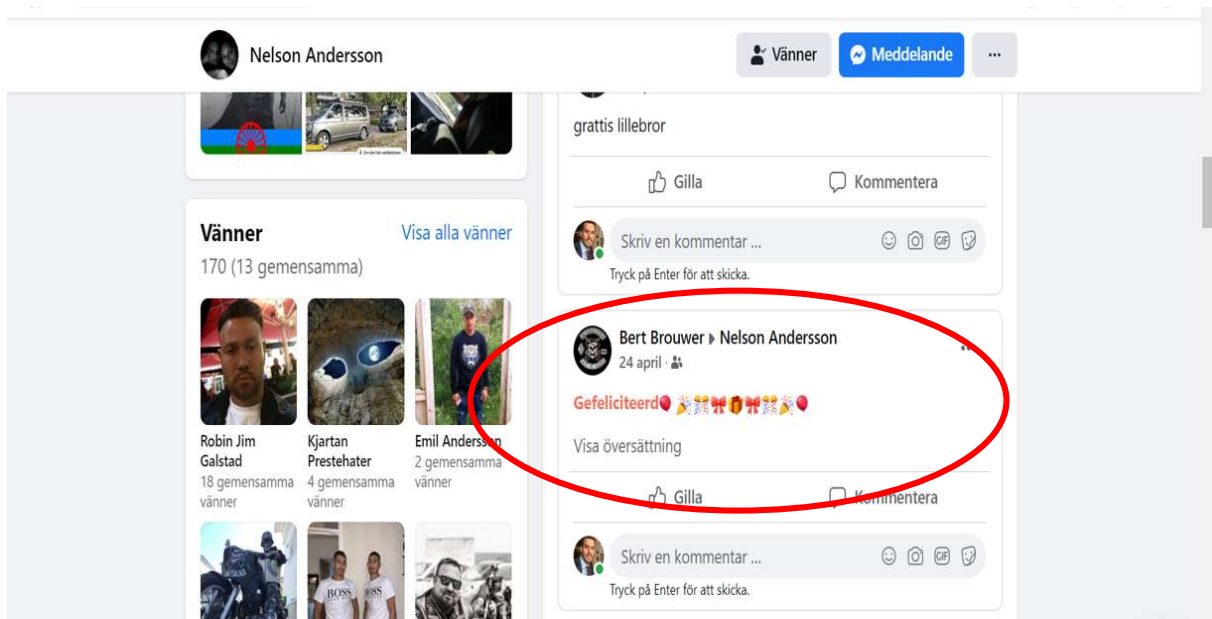 Nelson Andersson
Vänner
Meddelande
grattis lillebror
Gilla
Kommentera
Skriv en kommentar ...
GIF
Tryck på Enter för att skicka.
Vänner
Visa alla vänner
170 (13 gemensamma)
Robin Jim
Galstad
18 gemensamma
vänner
Kjartan
Prestehater
4 gemensamma
vänner
Emil Andersson
2 gemensamma
vänner
BOSS
BOSS
Bert Brouwer ▸ Nelson Andersson
24 april ·
Gefeliciteerd🎈🎉🎊🎀🎁🎀🎊🎉🎈
Visa översättning
Gilla
Kommentera
Skriv en kommentar ...
GIF
Tryck på Enter för att skicka.